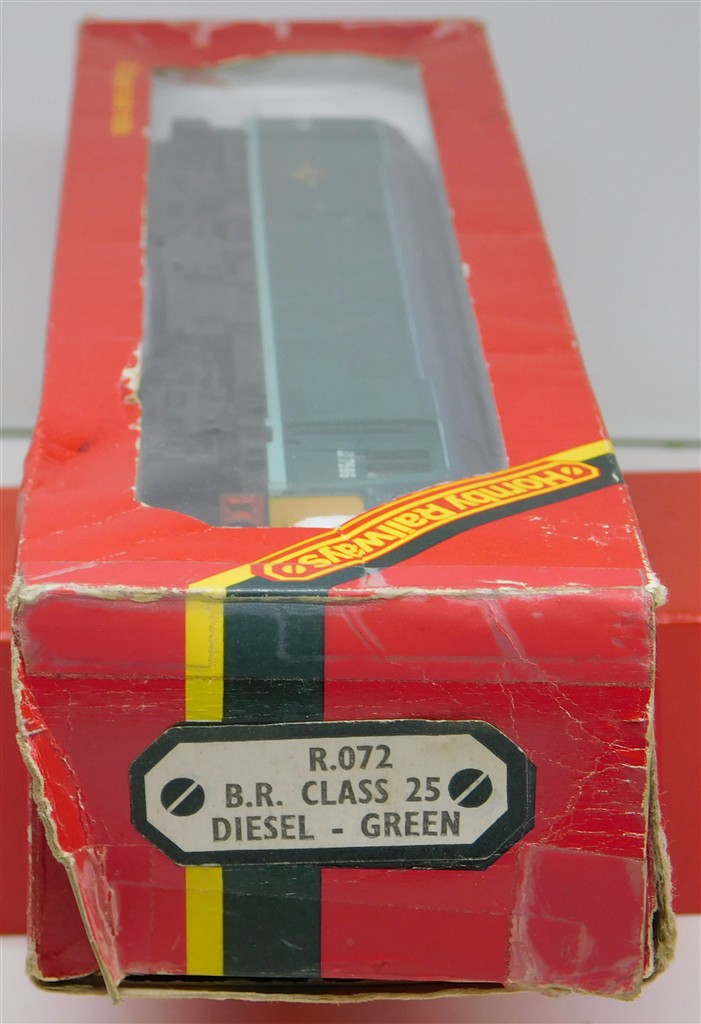 Hornby Railways
R.072
B.R. CLASS 25
DIESEL - GREEN